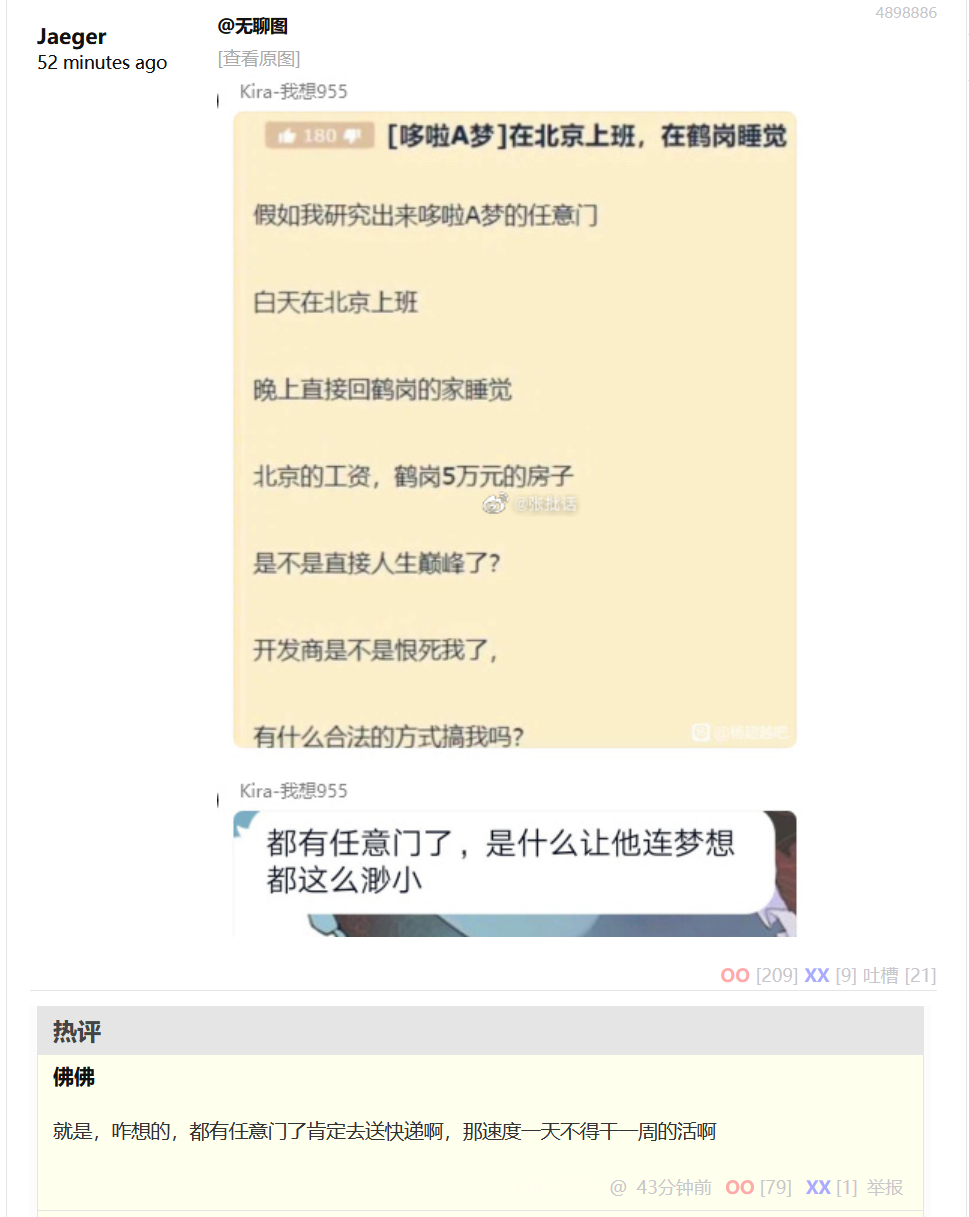 4898886
Jaeger
52 minutes ago
@无聊图
[查看原图]
Kira-我想955
180 [哆啦A梦]在北京上班，在鹤岗睡觉
假如我研究出来哆啦A梦的任意门
白天在北京上班
晚上直接回鹤岗的家睡觉
北京的工资，鹤岗5万元的房子
@张拙话
是不是直接人生巅峰了?
开发商是不是恨死我了，
有什么合法的方式搞我吗?
@杨超越吧
Kira-我想955
都有任意门了，是什么让他连梦想
都这么渺小
OO [209] XX [9] 吐槽 [21]
热评
佛佛
就是，咋想的，都有任意门了肯定去送快递啊，那速度一天不得干一周的活啊
@ 43分钟前 OO [79] XX [1] 举报